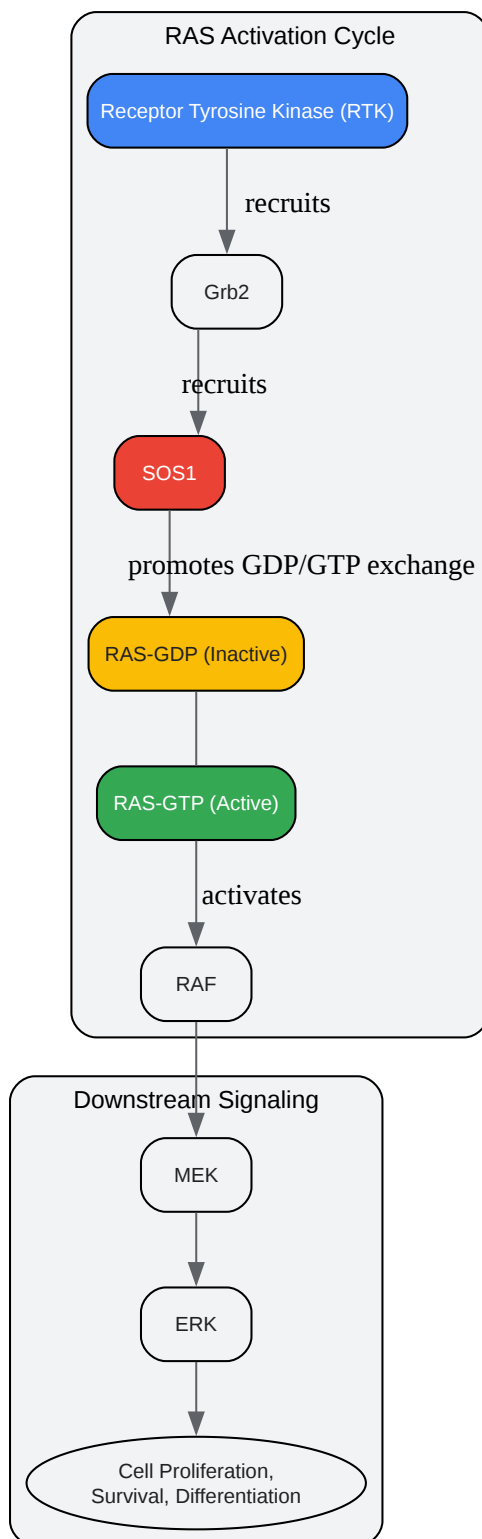 RAS Activation Cycle
Receptor Tyrosine Kinase (RTK)
recruits
Grb2
recruits
SOS1
promotes GDP/GTP exchange
RAS-GDP (Inactive)
RAS-GTP (Active)
activates
RAF
Downstream Signaling
MEK
ERK
Cell Proliferation,
Survival, Differentiation